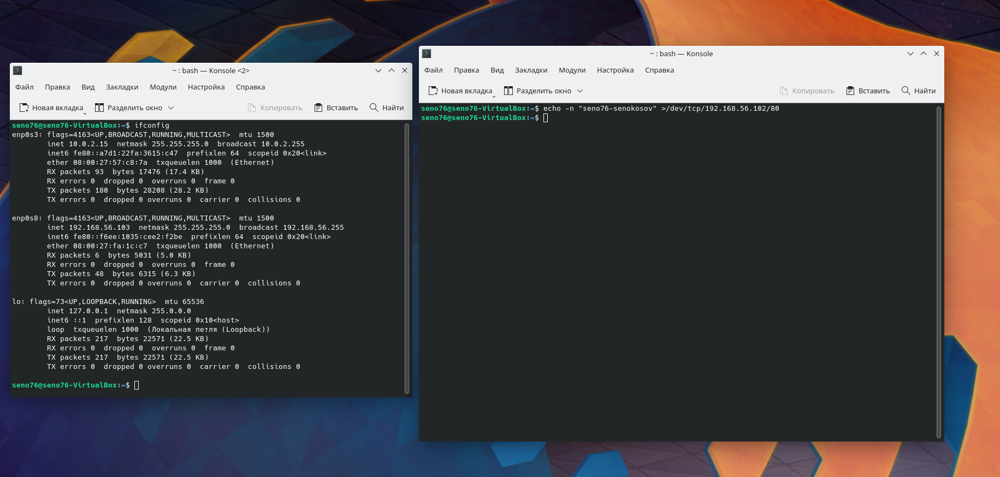 ~ : bash — Konsole <2>
Файл Правка Вид Закладки Модули Настройка Справка
Новая вкладка Разделить окно Копировать Вставить Найти
seno76@seno76-VirtualBox:~$ ifconfig
enp0s3: flags=4163<UP,BROADCAST,RUNNING,MULTICAST>  mtu 1500
        inet 10.0.2.15  netmask 255.255.255.0  broadcast 10.0.2.255
        inet6 fe80::a7d1:22fa:3615:c47  prefixlen 64  scopeid 0x20<link>
        ether 08:00:27:57:c8:7a  txqueuelen 1000  (Ethernet)
        RX packets 93  bytes 17476 (17.4 KB)
        RX errors 0  dropped 0  overruns 0  frame 0
        TX packets 180  bytes 28208 (28.2 KB)
        TX errors 0  dropped 0 overruns 0  carrier 0  collisions 0
enp0s8: flags=4163<UP,BROADCAST,RUNNING,MULTICAST>  mtu 1500
        inet 192.168.56.103  netmask 255.255.255.0  broadcast 192.168.56.255
        inet6 fe80::f6ee:1035:cee2:f2be  prefixlen 64  scopeid 0x20<link>
        ether 08:00:27:fa:1c:c7  txqueuelen 1000  (Ethernet)
        RX packets 6  bytes 5031 (5.0 KB)
        RX errors 0  dropped 0  overruns 0  frame 0
        TX packets 48  bytes 6315 (6.3 KB)
        TX errors 0  dropped 0 overruns 0  carrier 0  collisions 0
lo: flags=73<UP,LOOPBACK,RUNNING>  mtu 65536
        inet 127.0.0.1  netmask 255.0.0.0
        inet6 ::1  prefixlen 128  scopeid 0x10<host>
        loop  txqueuelen 1000  (Локальная петля (Loopback))
        RX packets 217  bytes 22571 (22.5 KB)
        RX errors 0  dropped 0  overruns 0  frame 0
        TX packets 217  bytes 22571 (22.5 KB)
        TX errors 0  dropped 0 overruns 0  carrier 0  collisions 0
seno76@seno76-VirtualBox:~$
~ : bash — Konsole
Файл Правка Вид Закладки Модули Настройка Справка
Новая вкладка Разделить окно Копировать Вставить Найти
seno76@seno76-VirtualBox:~$ echo -n "seno76-senokosov" >/dev/tcp/192.168.56.102/80
seno76@seno76-VirtualBox:~$